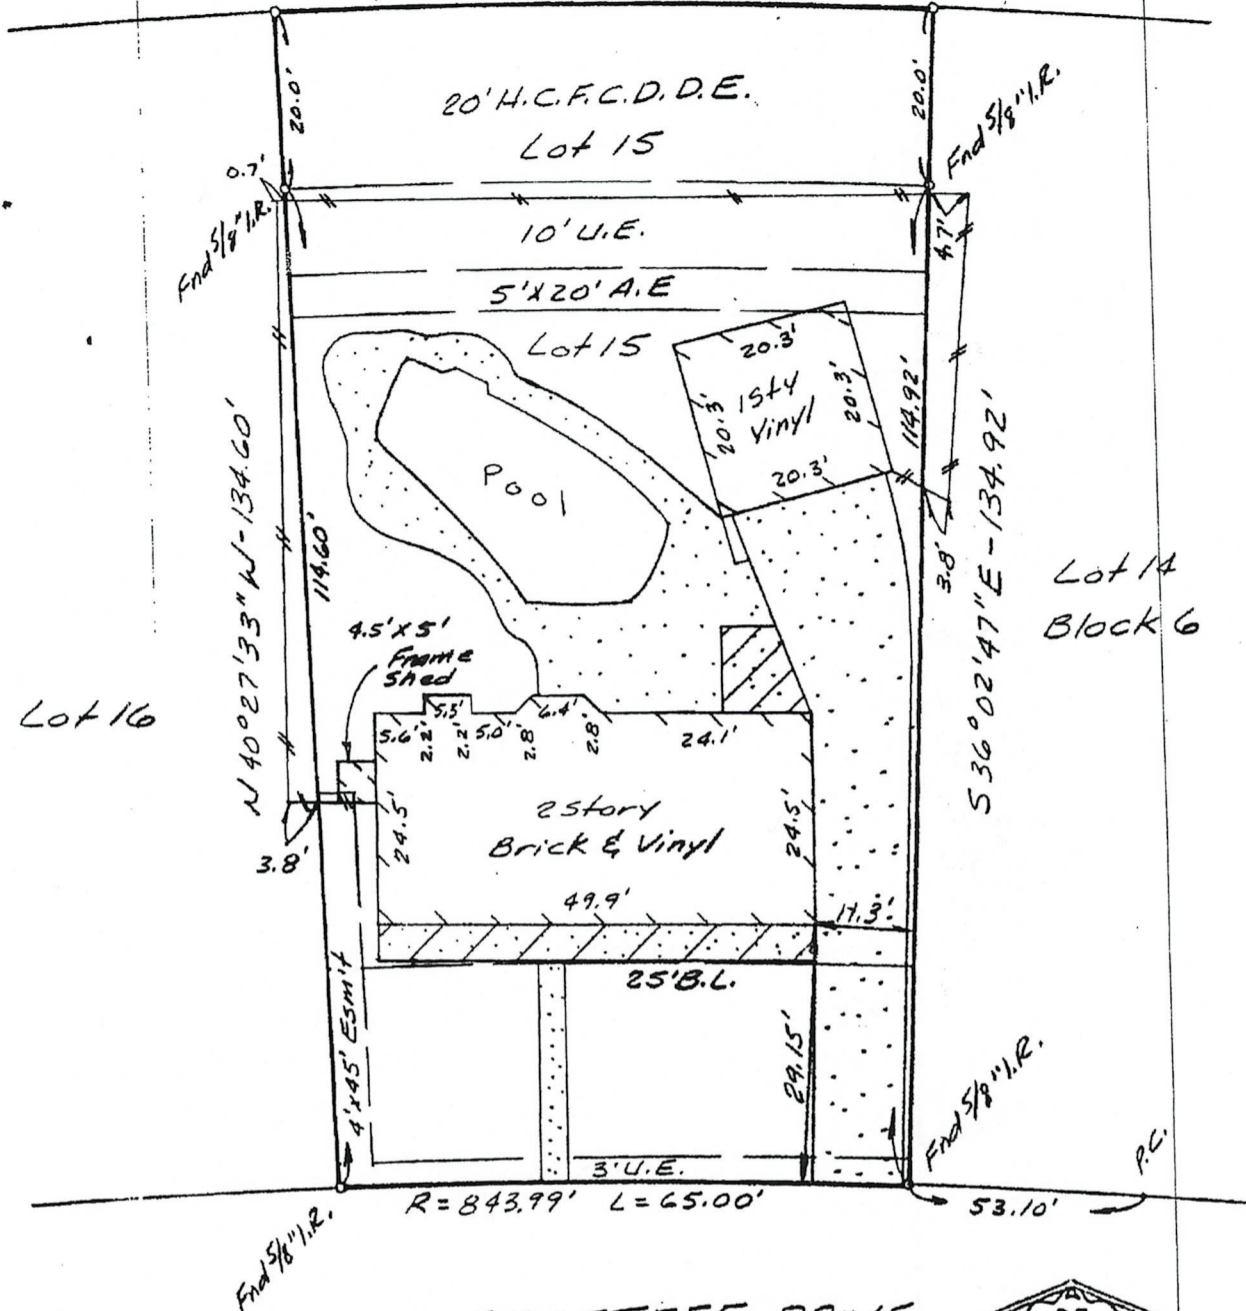 20.0'
20' H.C.F.C.D.D.E.
20.0'
Lot 15
Fnd 5/8" I.R.
0.7'
Fnd 5/8" I.R.
10' U.E.
4.7'
5' X 20' A.E
Lot 15
20.3'
1 Sty
Vinyl
20.3'
20.3'
20.3'
114.92'
Pool
N 40° 27' 33" W - 134.60'
114.60'
S 36° 02' 47" E - 134.92'
3.8'
Lot 14
Block 6
4.5' X 5'
Frame
Shed
Lot 16
5.6'
2.2'
5.3'
2.2'
5.0'
2.8'
6.4'
2.8'
24.1'
24.5'
2 Story
Brick & Vinyl
24.5'
3.8'
49.9'
11.3'
25' B.L.
4' x 45' Esm't
29.15'
Fnd 5/8" I.R.
P.C.
3' U.E.
R = 843.99' L = 65.00'
53.10'
Fnd 5/8" I.R.